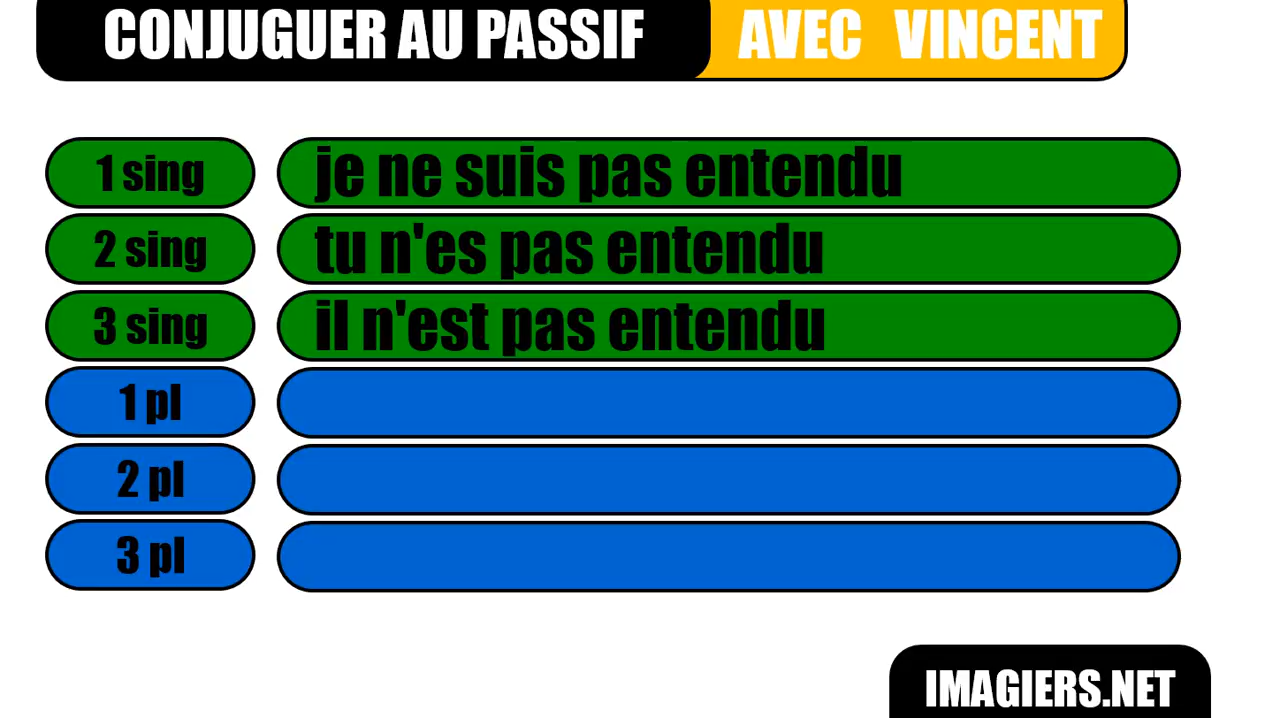 CONJUGUER AU PASSIF AVEC VINCENT
1 sing je ne suis pas entendu
2 sing tu n'es pas entendu
3 sing il n'est pas entendu
1 pl
2 pl
3 pl
IMAGIERS.NET